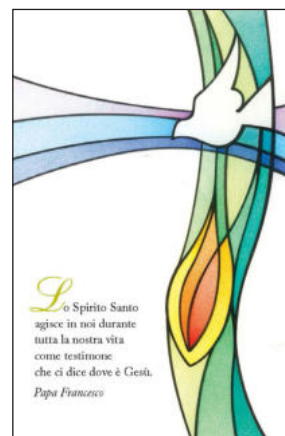 Lo Spirito Santo
agisce in noi durante
tutta la nostra vita
come testimone
che ci dice dove è Gesù.
Papa Francesco